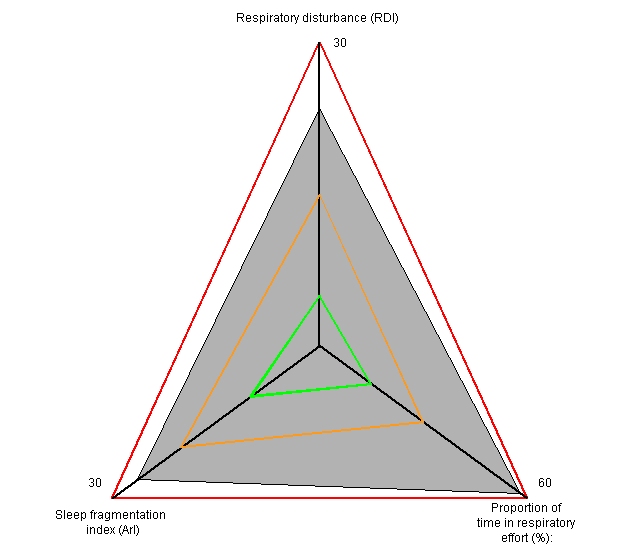 Respiratory disturbance (RDI)
30
30
60
Sleep fragmentation
index (ArI)
Proportion of
time in respiratory
effort (%):